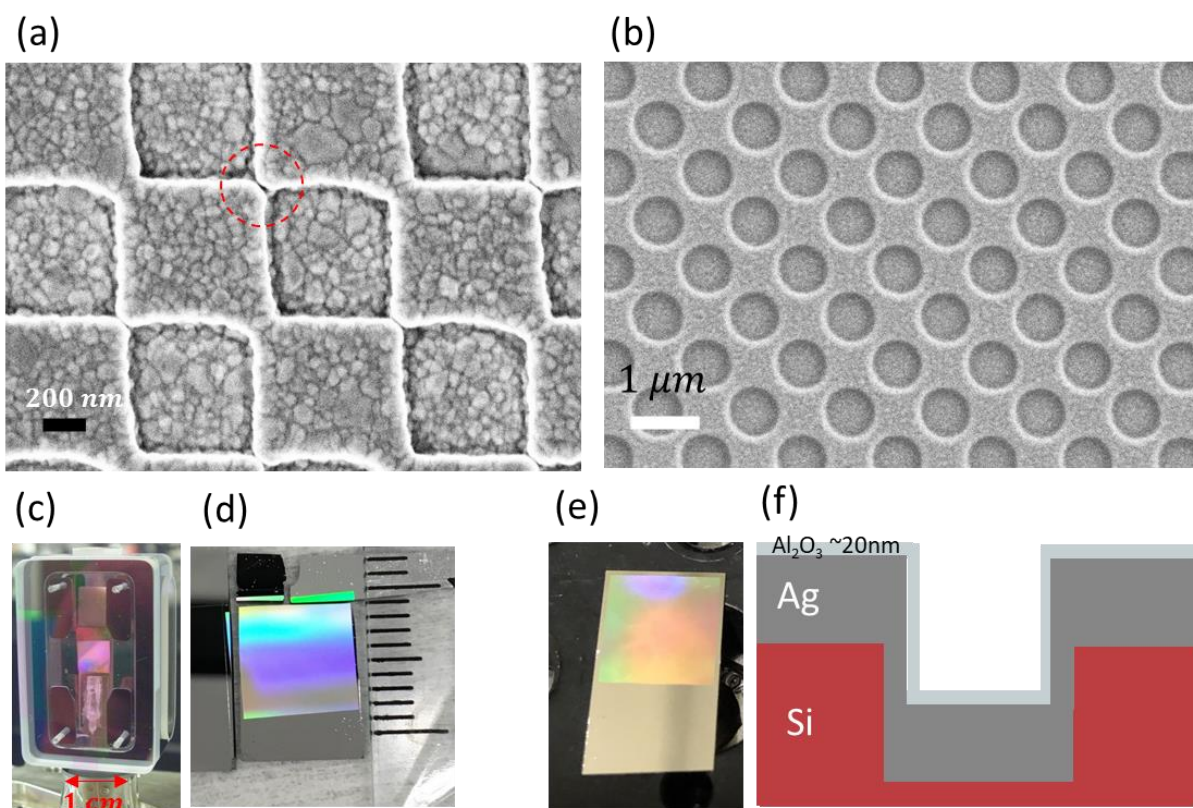 (a)
(b)
200 nm
1 μm
(c)
(d)
(e)
(f)
1 cm
Al₂O₃ ~20nm
Ag
Si